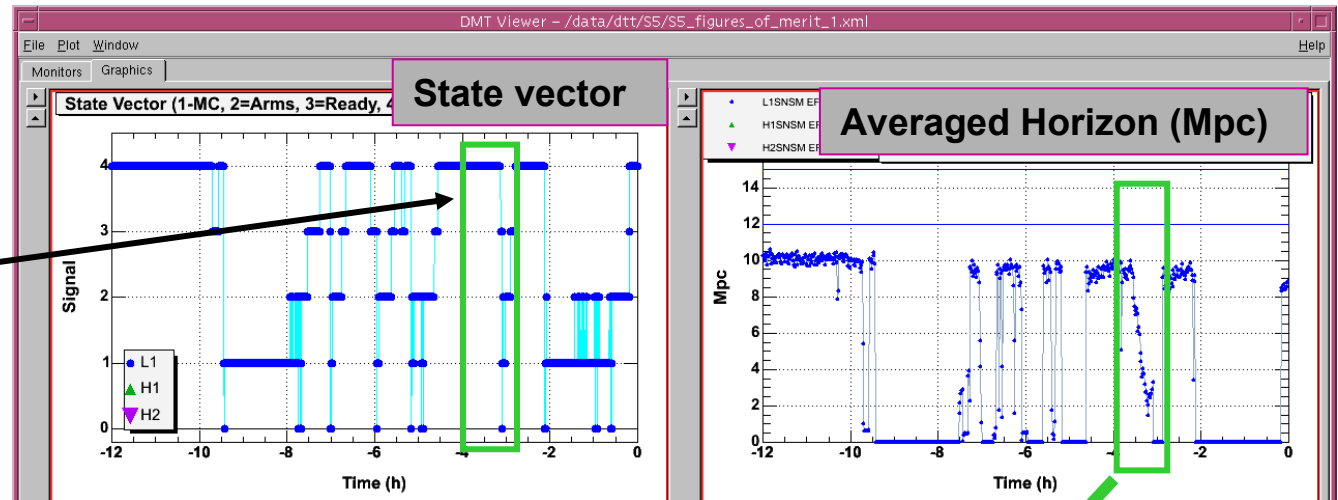 DMT Viewer – /data/dtt/S5/S5_figures_of_merit_1.xml
File Plot Window Help
Monitors Graphics
State Vector (1-MC, 2=Arms, 3=Ready, 4
State vector
4
3
2
1
0
Signal
L1
H1
H2
-12 -10 -8 -6 -4 -2 0
Time (h)
L1SNSM EF
H1SNSM EF
H2SNSM EF
Averaged Horizon (Mpc)
14
12
10
8
6
4
2
0
Mpc
-12 -10 -8 -6 -4 -2 0
Time (h)